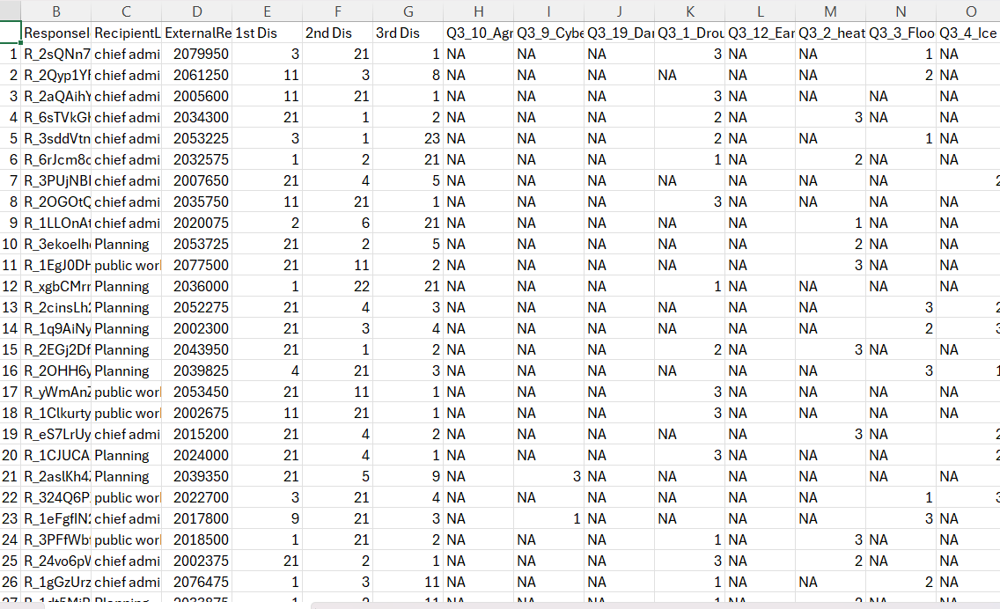 B C D E F G H I J K L M N O
ResponseI RecipientL ExternalRe 1st Dis 2nd Dis 3rd Dis Q3_10_Agr Q3_9_Cybe Q3_19_Dar Q3_1_Drou Q3_12_Ear Q3_2_heat Q3_3_Floo Q3_4_Ice
1 R_2sQNn7 chief admi 2079950 3 21 1 NA NA NA 3 NA NA 1 NA
2 R_2Qyp1YF chief admi 2061250 11 3 8 NA NA NA NA NA NA 2 NA
3 R_2aQAihY chief admi 2005600 11 21 1 NA NA NA 3 NA NA NA NA
4 R_6sTVkGH chief admi 2034300 21 1 2 NA NA NA 2 NA 3 NA NA
5 R_3sddVtn chief admi 2053225 3 1 23 NA NA NA 2 NA NA 1 NA
6 R_6rJcm8c chief admi 2032575 1 2 21 NA NA NA 1 NA 2 NA NA
7 R_3PUjNBI chief admi 2007650 21 4 5 NA NA NA NA NA NA NA 2
8 R_2OGOtQ chief admi 2035750 11 21 1 NA NA NA 3 NA NA NA NA
9 R_1LLOnAt chief admi 2020075 2 6 21 NA NA NA NA NA 1 NA NA
10 R_3ekoelh Planning 2053725 21 2 5 NA NA NA NA NA 2 NA NA
11 R_1EgJ0DH public worl 2077500 21 11 2 NA NA NA NA NA 3 NA NA
12 R_xgbCMrr Planning 2036000 1 22 21 NA NA NA 1 NA NA NA NA
13 R_2cinsLh2 Planning 2052275 21 4 3 NA NA NA NA NA NA 3 2
14 R_1q9AiNy Planning 2002300 21 3 4 NA NA NA NA NA NA 2 3
15 R_2EGj2Df Planning 2043950 21 1 2 NA NA NA 2 NA 3 NA NA
16 R_2OHH6y Planning 2039825 4 21 3 NA NA NA NA NA NA 3 1
17 R_yWmAnZ public worl 2053450 21 11 1 NA NA NA 3 NA NA NA NA
18 R_1Clkurty public worl 2002675 11 21 1 NA NA NA 3 NA NA NA NA
19 R_eS7LrUy chief admi 2015200 21 4 2 NA NA NA NA NA 3 NA 2
20 R_1CJUCA Planning 2024000 21 4 1 NA NA NA 3 NA NA NA 2
21 R_2aslKh4 Planning 2039350 21 5 9 NA 3 NA NA NA NA NA NA
22 R_324Q6P public worl 2022700 3 21 4 NA NA NA NA NA NA 1 3
23 R_1eFgflN chief admi 2017800 9 21 3 NA 1 NA NA NA NA 3 NA
24 R_3PFfWb public worl 2018500 1 21 2 NA NA NA 1 NA 3 NA NA
25 R_24vo6pV chief admi 2002375 21 2 1 NA NA NA 3 NA 2 NA NA
26 R_1gGzUrz chief admi 2076475 1 3 11 NA NA NA 1 NA NA 2 NA
27 Planning 2033875 1 2 11 NA NA NA 1 NA 2 NA NA